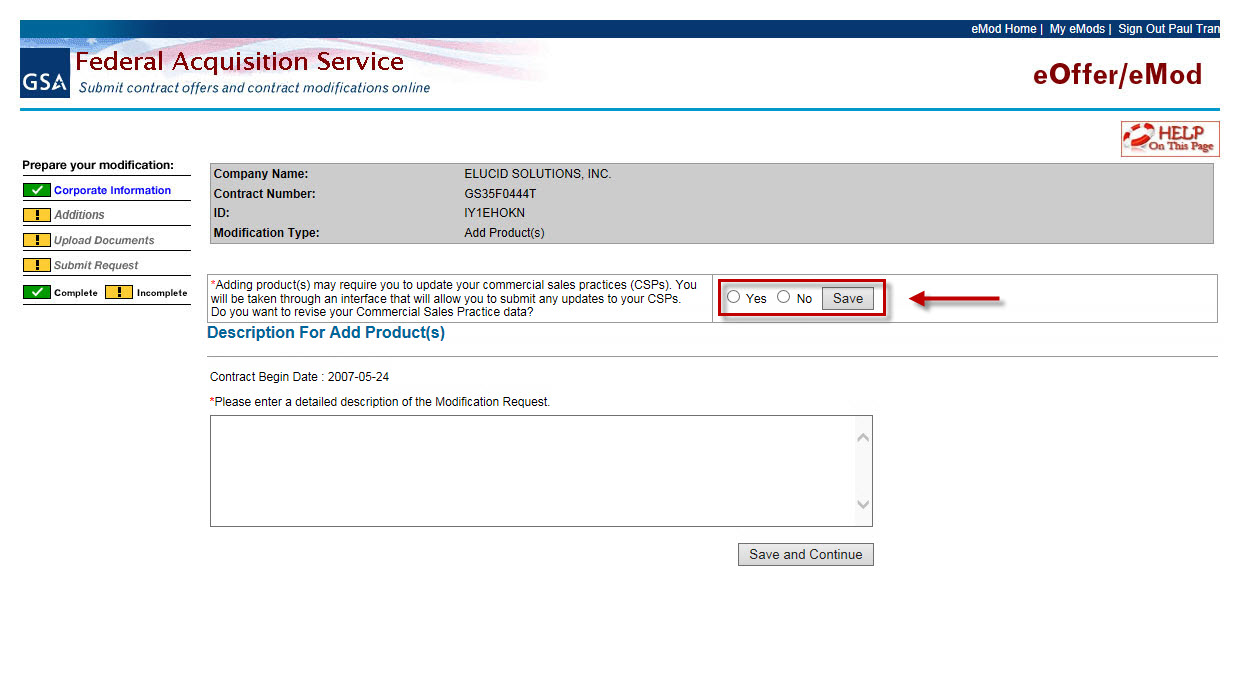 eMod Home | My eMods | Sign Out Paul Tran
GSA
Federal Acquisition Service
Submit contract offers and contract modifications online
eOffer/eMod
HELP
On This Page
Prepare your modification:
Corporate Information
! Additions
! Upload Documents
! Submit Request
Complete ! Incomplete
Company Name: ELUCID SOLUTIONS, INC.
Contract Number: GS35F0444T
ID: IY1EHOKN
Modification Type: Add Product(s)
*Adding product(s) may require you to update your commercial sales practices (CSPs). You
will be taken through an interface that will allow you to submit any updates to your CSPs.
Do you want to revise your Commercial Sales Practice data?
Yes No Save
Description For Add Product(s)
Contract Begin Date : 2007-05-24
*Please enter a detailed description of the Modification Request.
Save and Continue